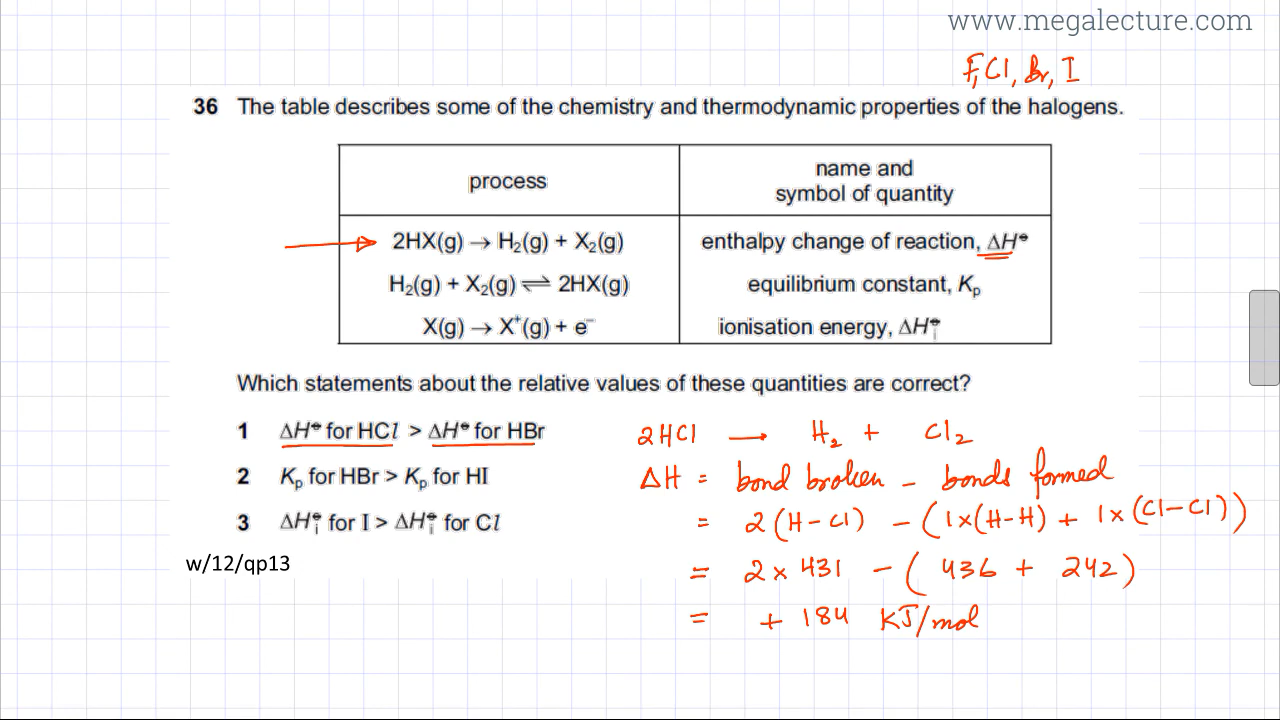 www.megalecture.com
F, Cl, Br, I
36 The table describes some of the chemistry and thermodynamic properties of the halogens.
process
name and
symbol of quantity
2HX(g) → H₂(g) + X₂(g)
enthalpy change of reaction, ΔH⦵
H₂(g) + X₂(g) ⇌ 2HX(g)
equilibrium constant, Kₚ
X(g) → X⁺(g) + e⁻
ionisation energy, ΔHᵢ⦵
Which statements about the relative values of these quantities are correct?
1 ΔH⦵ for HCl > ΔH⦵ for HBr
2 Kₚ for HBr > Kₚ for HI
3 ΔHᵢ⦵ for I > ΔHᵢ⦵ for Cl
w/12/qp13
2HCl → H₂ + Cl₂
ΔH = bond broken - bonds formed
= 2(H-Cl) - (1×(H-H) + 1×(Cl-Cl))
= 2 × 431 - (436 + 242)
= + 184 KJ/mol